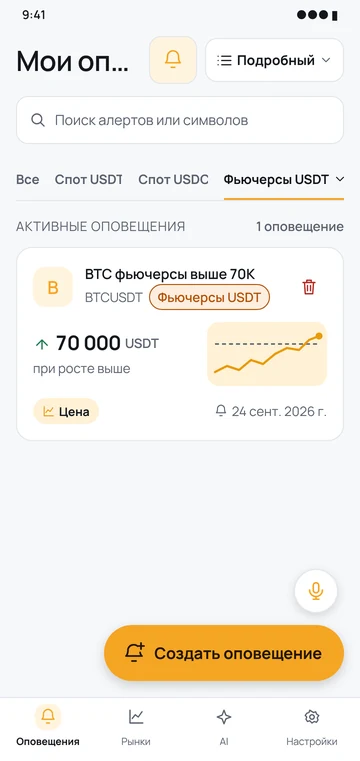 9:41
Мои оп...
Подробный
Поиск алертов или символов
Все Спот USDT Спот USDC Фьючерсы USDT
АКТИВНЫЕ ОПОВЕЩЕНИЯ 1 оповещение
B
BTC фьючерсы выше 70K
BTCUSDT Фьючерсы USDT
70 000 USDT
при росте выше
Цена 24 сент. 2026 г.
Создать оповещение
Оповещения Рынки AI Настройки